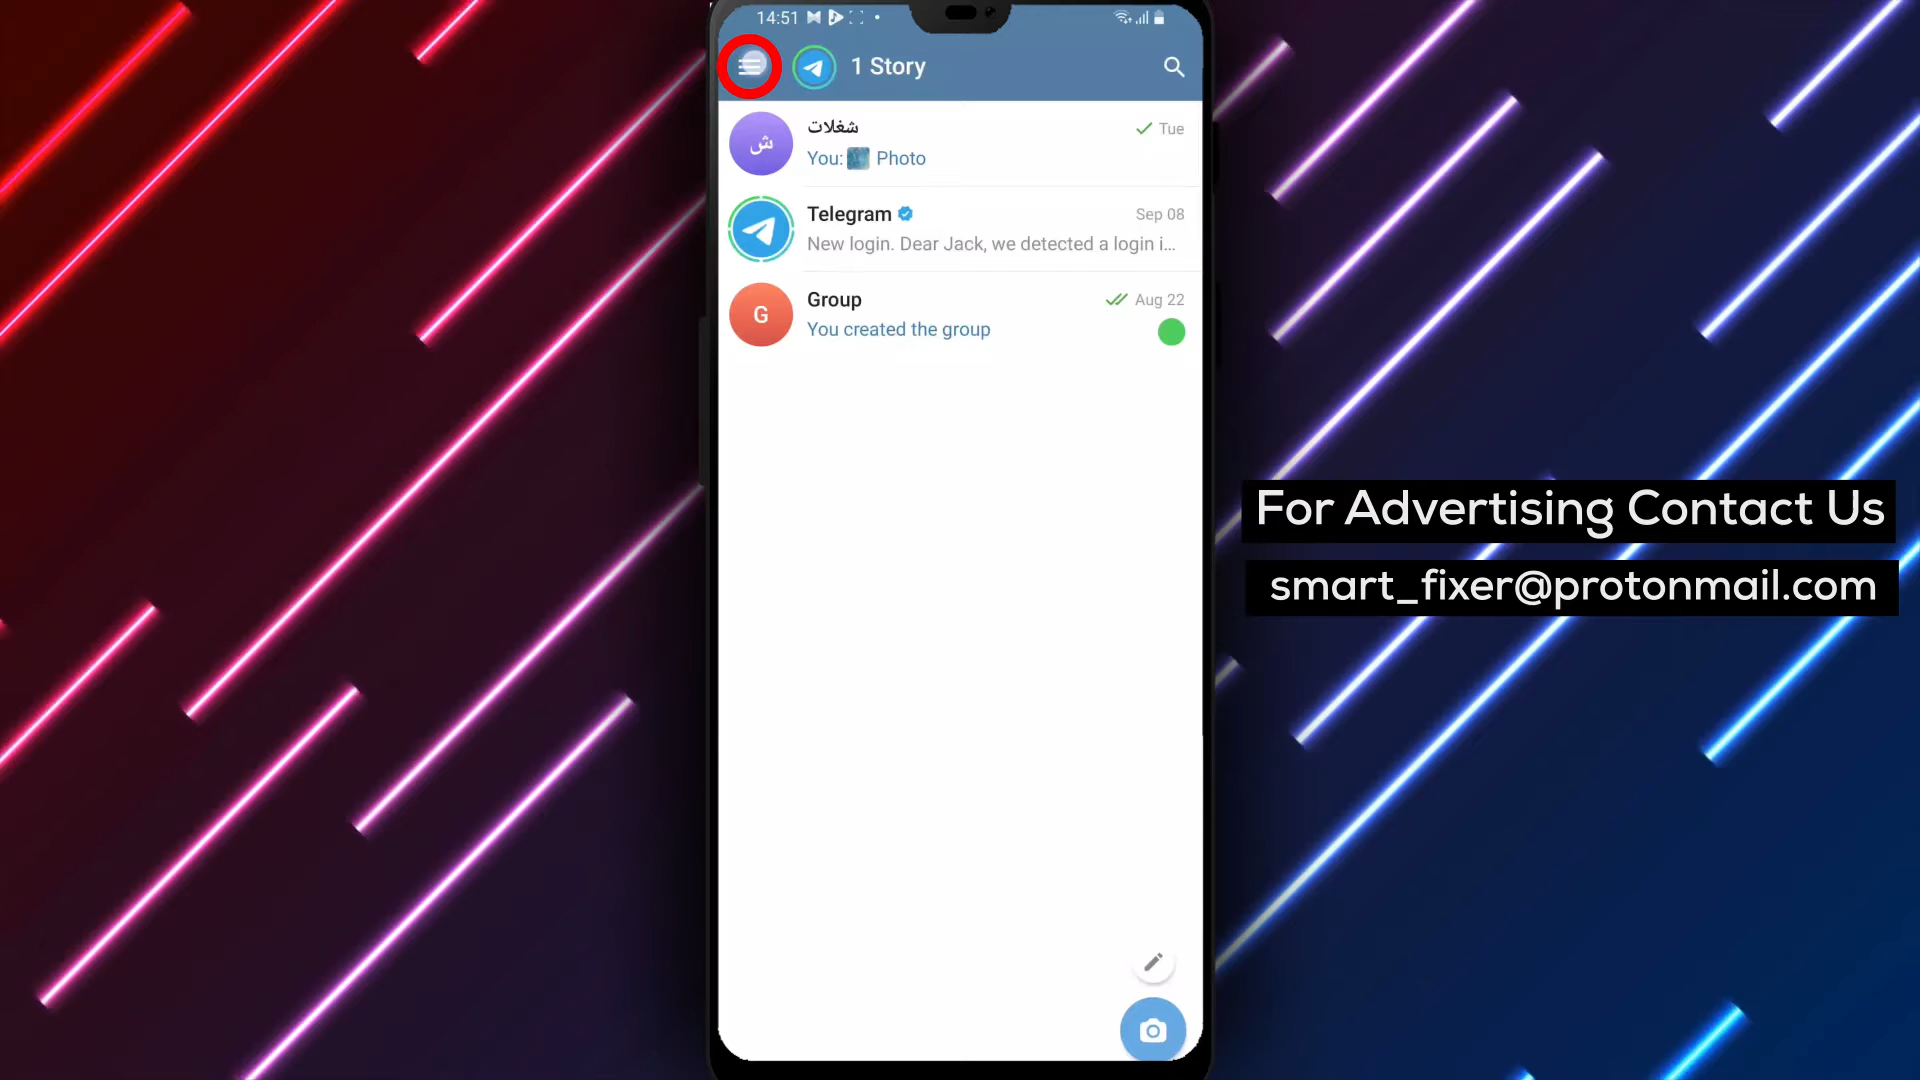 14:51
1 Story
شغلات
Tue
ش
You: Photo
Telegram
Sep 08
New login. Dear Jack, we detected a login i...
Group
Aug 22
G
You created the group
For Advertising Contact Us
smart_fixer@protonmail.com